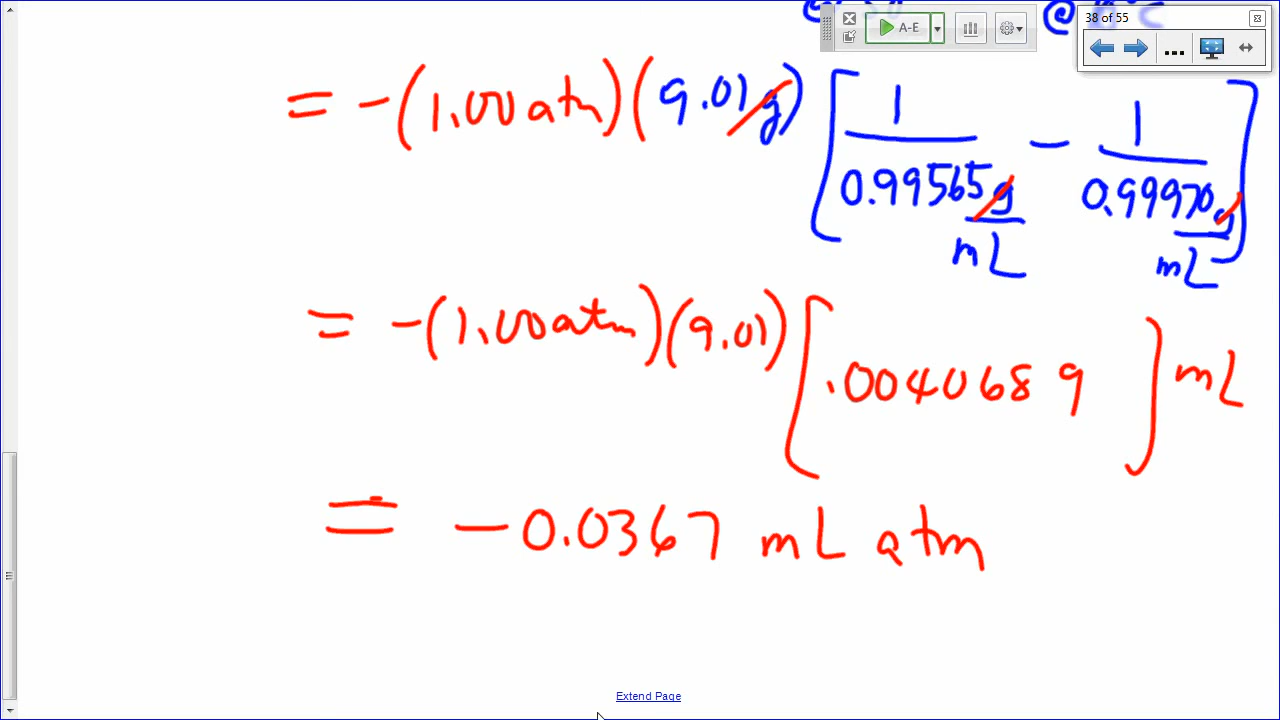 38 of 55
A-E
= -(1.00 atm)(9.01 g) [ 1/(0.99565 g/mL) - 1/(0.99970 g/mL) ]
= -(1.00 atm)(9.01) [ .0040689 ] mL
= -0.0367 mL atm
Extend Page